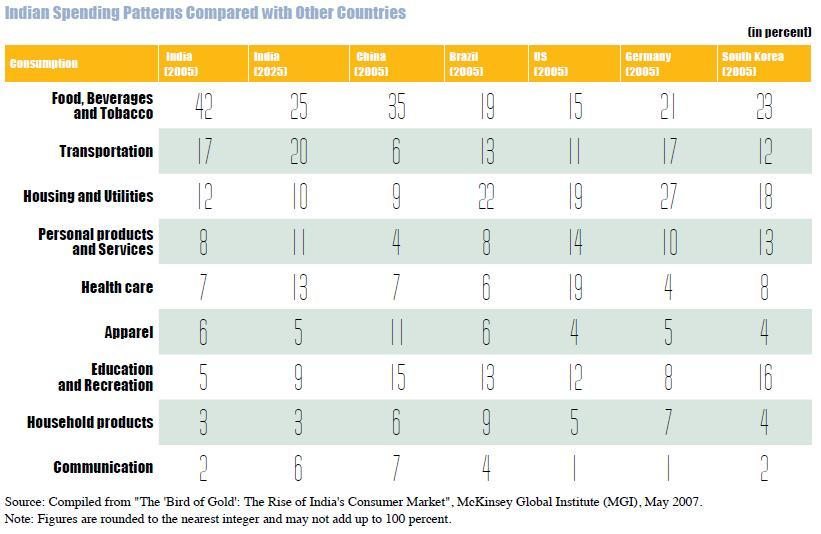 Indian Spending Patterns Compared with Other Countries
(in percent)
Consumption India (2005) India (2025) China (2005) Brazil (2005) US (2005) Germany (2005) South Korea (2005)
Food, Beverages and Tobacco 42 25 35 19 15 21 23
Transportation 17 20 6 13 11 17 12
Housing and Utilities 12 10 9 22 19 27 18
Personal products and Services 8 11 4 8 14 10 13
Health care 7 13 7 6 19 4 8
Apparel 6 5 11 6 4 5 4
Education and Recreation 5 9 15 13 12 8 16
Household products 3 3 6 9 5 7 4
Communication 2 6 7 4 1 1 2
Source: Compiled from "The 'Bird of Gold': The Rise of India's Consumer Market", McKinsey Global Institute (MGI), May 2007.
Note: Figures are rounded to the nearest integer and may not add up to 100 percent.